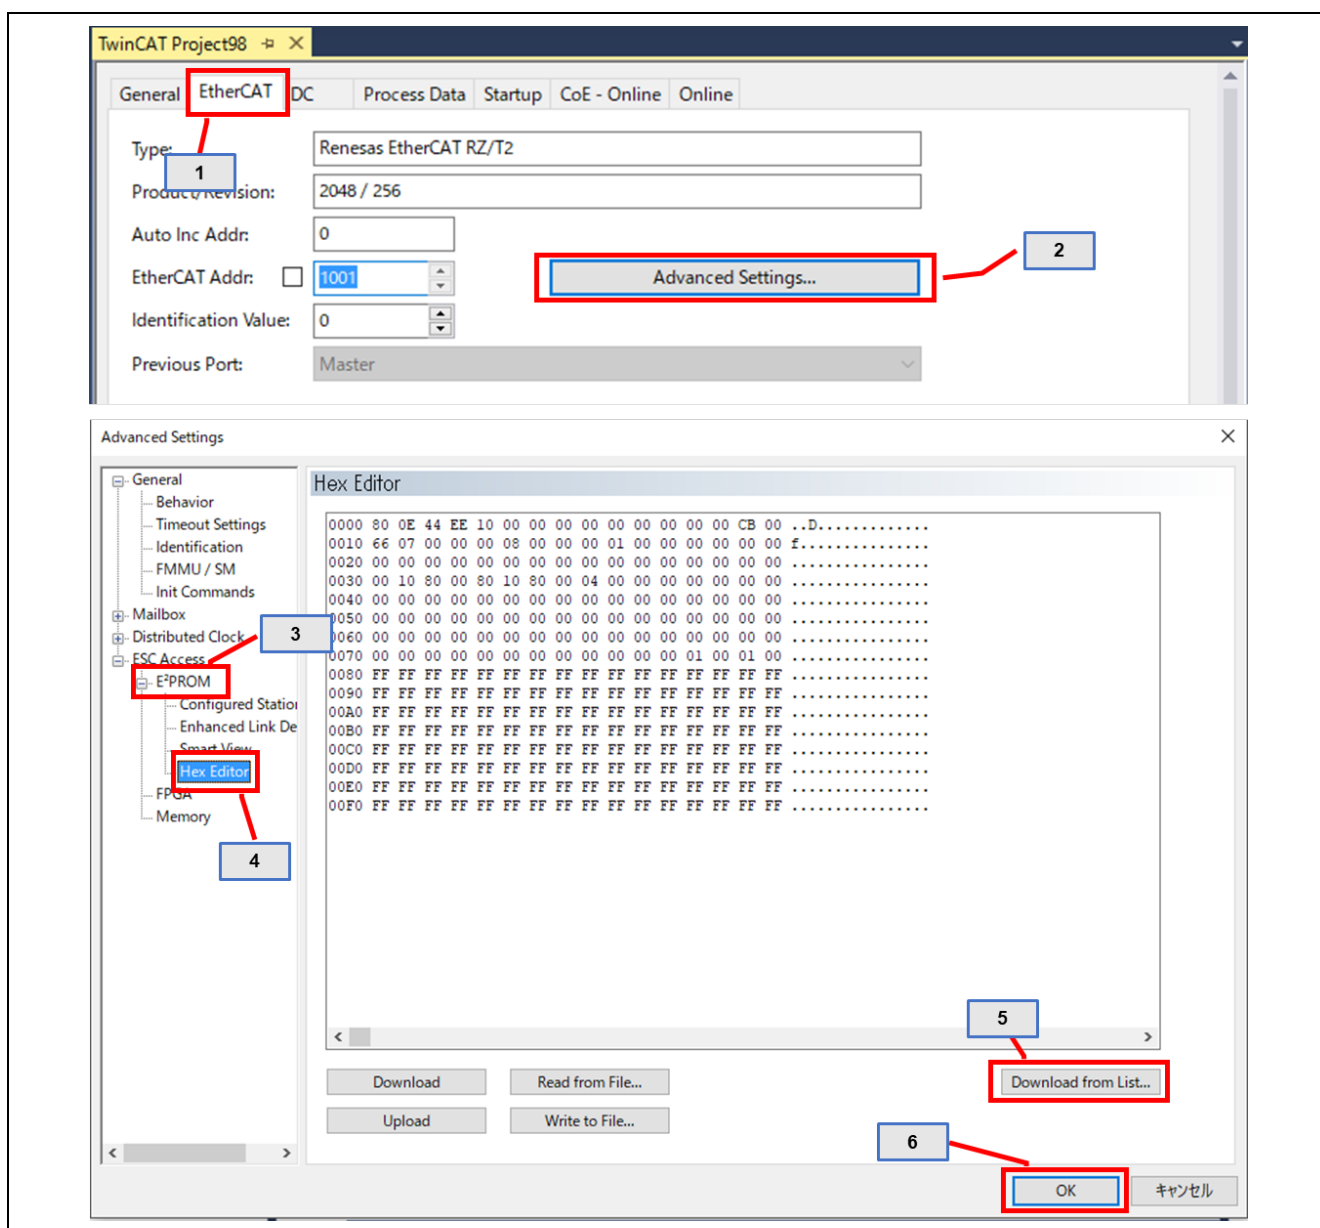 TwinCAT Project98
General EtherCAT DC Process Data Startup CoE - Online Online
Type: Renesas EtherCAT RZ/T2
1
Product/Revision: 2048 / 256
Auto Inc Addr: 0
2
EtherCAT Addr: 1001 Advanced Settings...
Identification Value: 0
Previous Port: Master
Advanced Settings
General
Behavior
Timeout Settings
Identification
FMMU / SM
Init Commands
Mailbox
Distributed Clock
3
ESC Access
E²PROM
Configured Statio
Enhanced Link De
Smart View
Hex Editor
FPGA
Memory
4
Hex Editor
0000 80 0E 44 EE 10 00 00 00 00 00 00 00 00 00 CB 00 ..D.............
0010 66 07 00 00 00 08 00 00 00 01 00 00 00 00 00 00 f...............
0020 00 00 00 00 00 00 00 00 00 00 00 00 00 00 00 00 ................
0030 00 10 80 00 80 10 80 00 04 00 00 00 00 00 00 00 ................
0040 00 00 00 00 00 00 00 00 00 00 00 00 00 00 00 00 ................
0050 00 00 00 00 00 00 00 00 00 00 00 00 00 00 00 00 ................
0060 00 00 00 00 00 00 00 00 00 00 00 00 00 00 00 00 ................
0070 00 00 00 00 00 00 00 00 00 00 00 00 01 00 01 00 ................
0080 FF FF FF FF FF FF FF FF FF FF FF FF FF FF FF FF ................
0090 FF FF FF FF FF FF FF FF FF FF FF FF FF FF FF FF ................
00A0 FF FF FF FF FF FF FF FF FF FF FF FF FF FF FF FF ................
00B0 FF FF FF FF FF FF FF FF FF FF FF FF FF FF FF FF ................
00C0 FF FF FF FF FF FF FF FF FF FF FF FF FF FF FF FF ................
00D0 FF FF FF FF FF FF FF FF FF FF FF FF FF FF FF FF ................
00E0 FF FF FF FF FF FF FF FF FF FF FF FF FF FF FF FF ................
00F0 FF FF FF FF FF FF FF FF FF FF FF FF FF FF FF FF ................
5
Download Read from File... Download from List...
Upload Write to File...
6
OK キャンセル